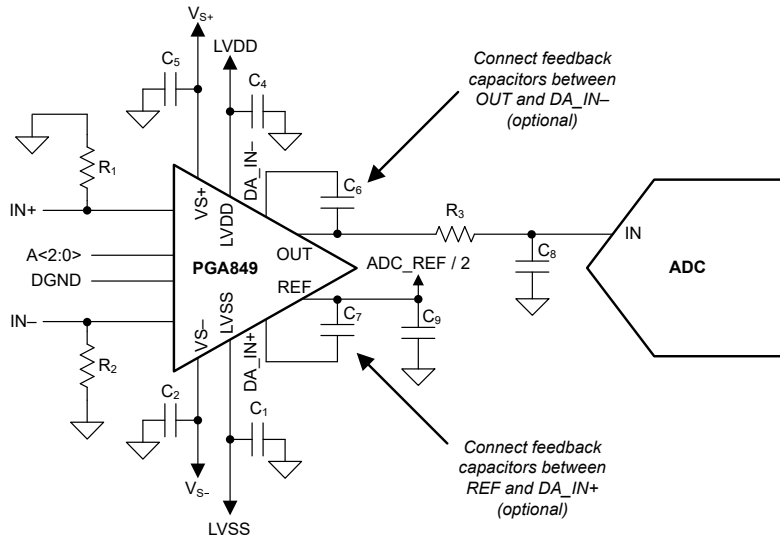 V_S+
LVDD
C_5
C_4
Connect feedback
capacitors between
OUT and DA_IN–
(optional)
R_1
DA_IN–
C_6
VS+
LVDD
IN+
R_3
IN
OUT
A<2:0>
C_8
PGA849
ADC_REF / 2
ADC
DGND
REF
IN–
VS–
LVSS
C_7
C_9
DA_IN+
R_2
C_2
C_1
Connect feedback
capacitors between
REF and DA_IN+
(optional)
V_S–
LVSS